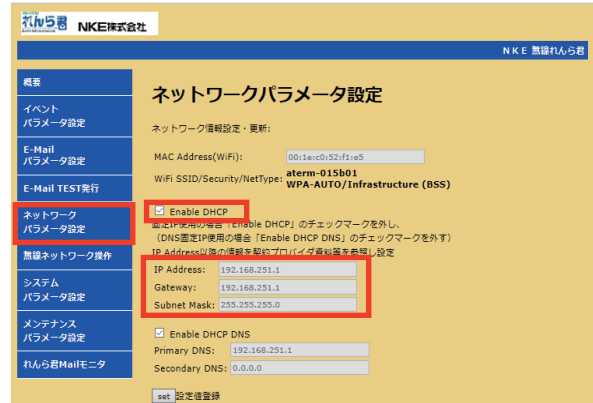 れんら君 NKE株式会社
NKE 無線れんら君
概要
イベント
パラメータ設定
E-Mail
パラメータ設定
E-Mail TEST発行
ネットワーク
パラメータ設定
無線ネットワーク操作
システム
パラメータ設定
メンテナンス
パラメータ設定
れんら君Mailモニタ
ネットワークパラメータ設定
ネットワーク情報設定・更新:
MAC Address(WiFi): 00:1e:c0:52:f1:e5
WiFi SSID/Security/NetType: aterm-015b01
WPA-AUTO/Infrastructure (BSS)
Enable DHCP
固定IP使用の場合「Enable DHCP」のチェックマークを外し、
（DNS固定IP使用の場合「Enable DHCP DNS」のチェックマークを外す）
IP Address以降の情報を契約プロバイダ資料等を参照し設定
IP Address: 192.168.251.1
Gateway: 192.168.251.1
Subnet Mask: 255.255.255.0
Enable DHCP DNS
Primary DNS: 192.168.251.1
Secondary DNS: 0.0.0.0
set 設定値登録